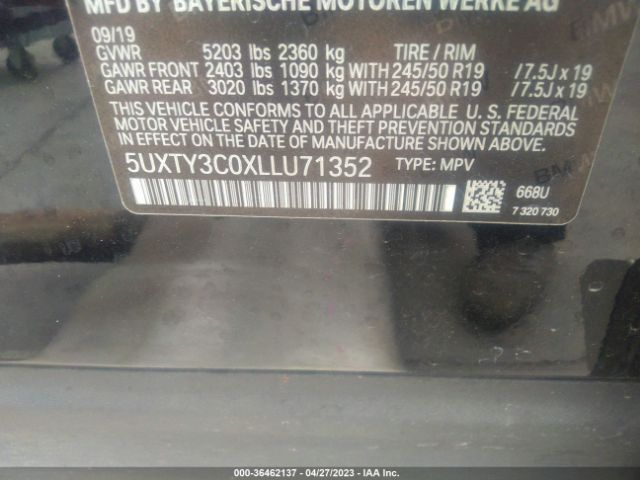 MFD BY BAYERISCHE MOTOREN WERKE AG
09/19
GVWR 5203 lbs 2360 kg TIRE / RIM
GAWR FRONT 2403 lbs 1090 kg WITH 245/50 R19 /7.5J x 19
GAWR REAR 3020 lbs 1370 kg WITH 245/50 R19 /7.5J x 19
THIS VEHICLE CONFORMS TO ALL APPLICABLE U. S. FEDERAL
MOTOR VEHICLE SAFETY AND THEFT PREVENTION STANDARDS
IN EFFECT ON THE DATE OF MANUFACTURE SHOWN ABOVE.
5UXTY3C0XLLU71352 TYPE: MPV
668U
7 320 730
000-36462137 - 04/27/2023 - IAA Inc.